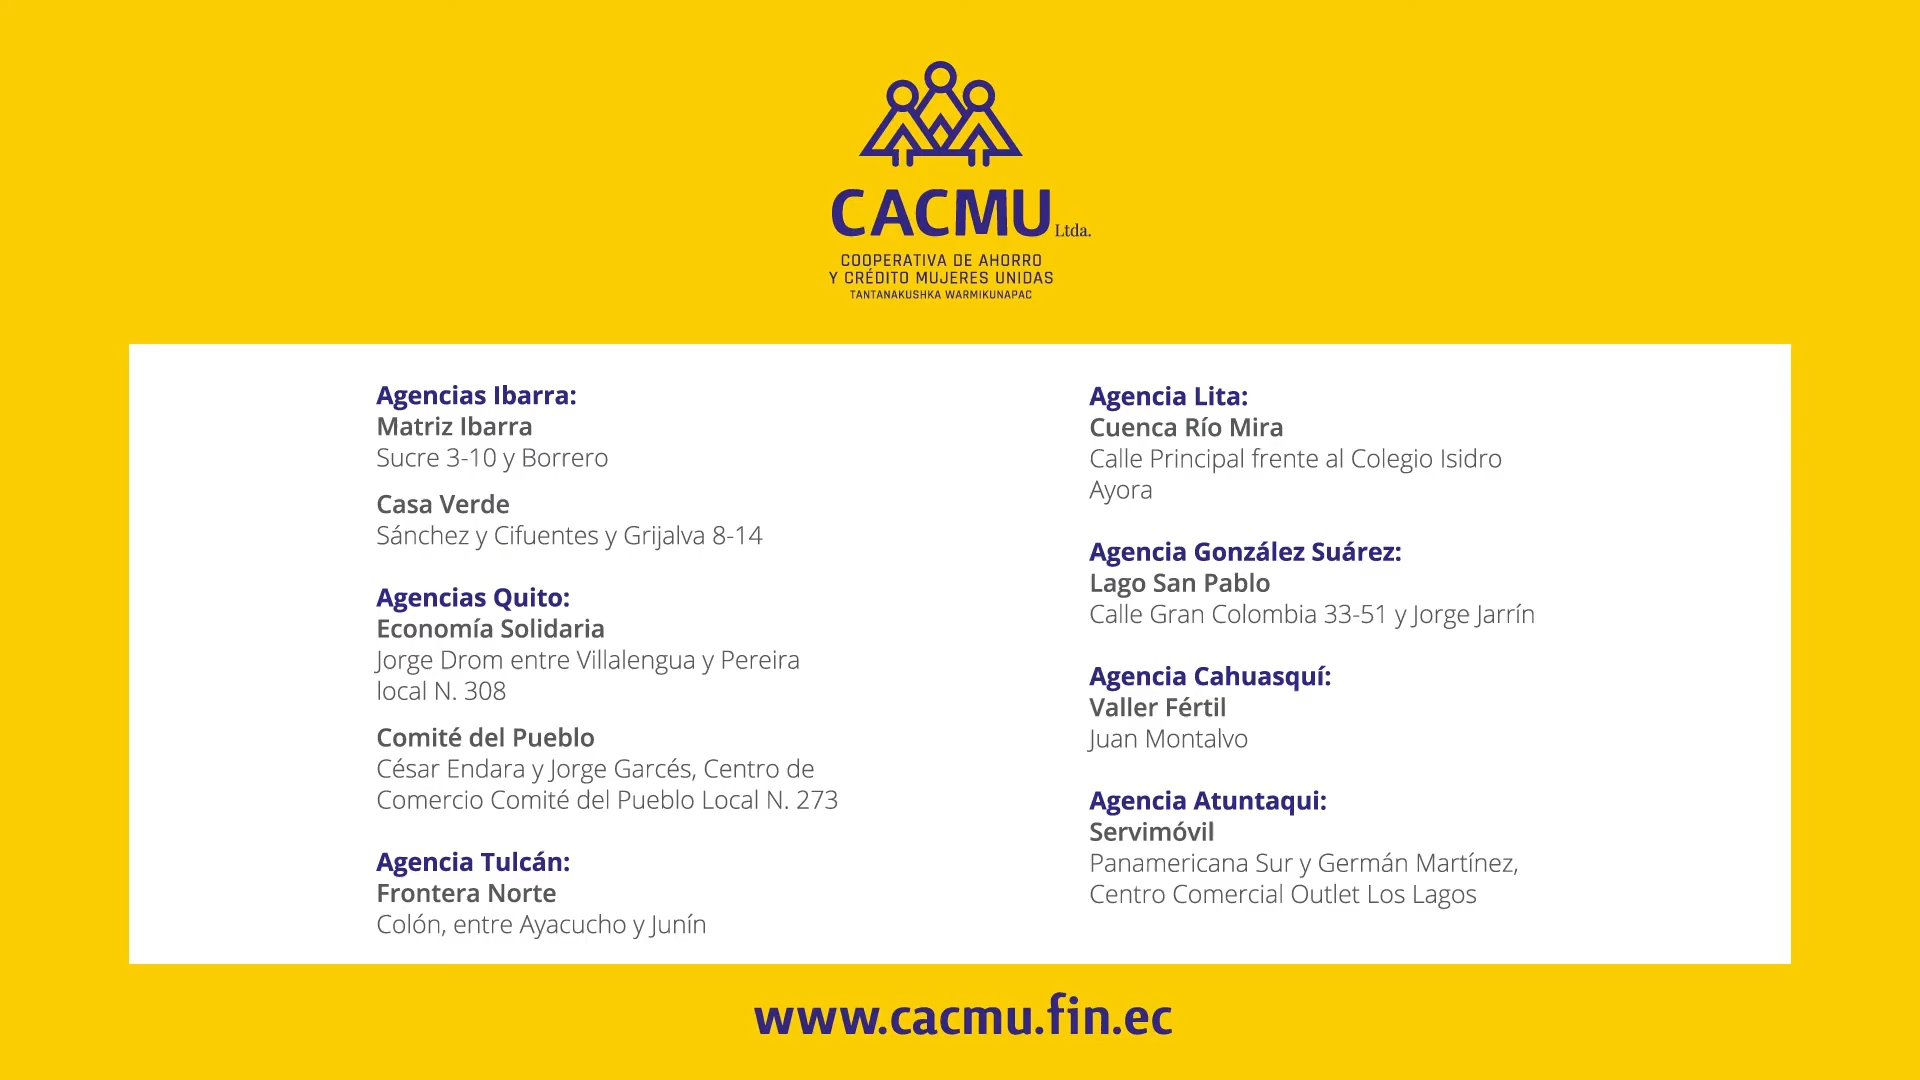 CACMU Ltda.
COOPERATIVA DE AHORRO
Y CRÉDITO MUJERES UNIDAS
TANTANAKUSHKA WARMIKUNAPAC
Agencias Ibarra:
Matriz Ibarra
Sucre 3-10 y Borrero
Casa Verde
Sánchez y Cifuentes y Grijalva 8-14
Agencias Quito:
Economía Solidaria
Jorge Drom entre Villalengua y Pereira
local N. 308
Comité del Pueblo
César Endara y Jorge Garcés, Centro de
Comercio Comité del Pueblo Local N. 273
Agencia Tulcán:
Frontera Norte
Colón, entre Ayacucho y Junín
Agencia Lita:
Cuenca Río Mira
Calle Principal frente al Colegio Isidro
Ayora
Agencia González Suárez:
Lago San Pablo
Calle Gran Colombia 33-51 y Jorge Jarrín
Agencia Cahuasquí:
Valler Fértil
Juan Montalvo
Agencia Atuntaqui:
Servimóvil
Panamericana Sur y Germán Martínez,
Centro Comercial Outlet Los Lagos
www.cacmu.fin.ec